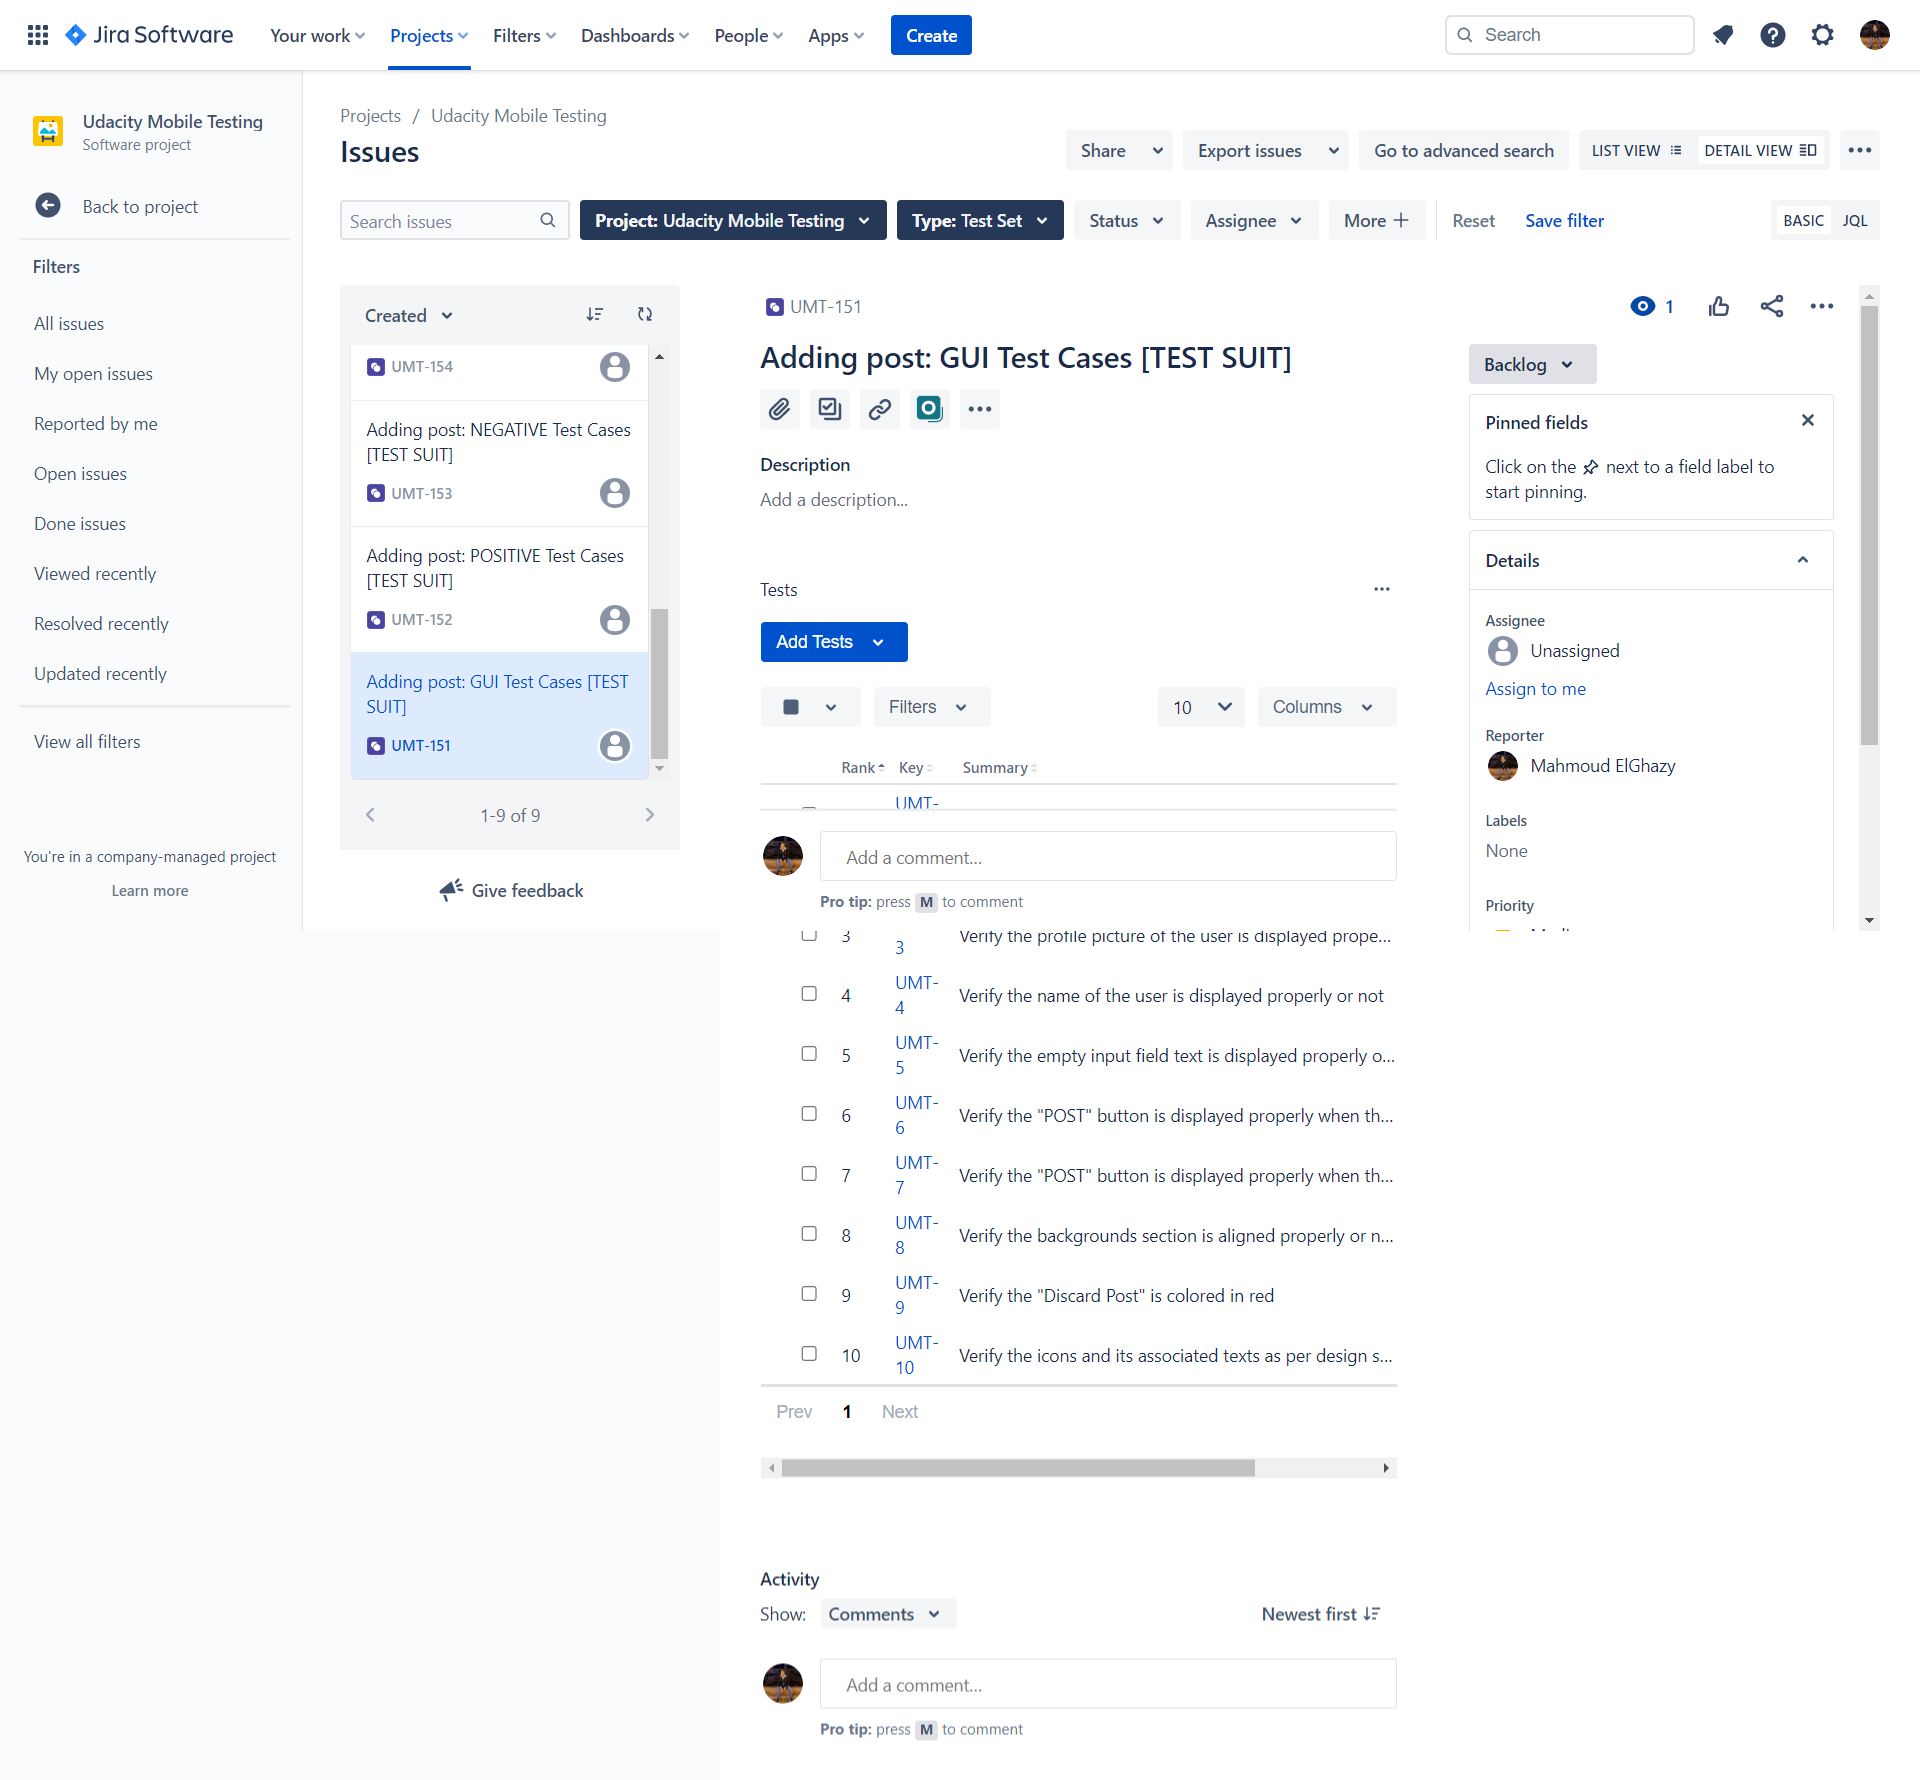 Jira Software
Your work
Projects
Filters
Dashboards
People
Apps
Create
Search
Udacity Mobile Testing
Software project
Back to project
Filters
All issues
My open issues
Reported by me
Open issues
Done issues
Viewed recently
Resolved recently
Updated recently
View all filters
You're in a company-managed project
Learn more
Projects / Udacity Mobile Testing
Issues
Share
Export issues
Go to advanced search
LIST VIEW
DETAIL VIEW
Search issues
Project: Udacity Mobile Testing
Type: Test Set
Status
Assignee
More
Reset
Save filter
BASIC
JQL
Created
UMT-154
Adding post: NEGATIVE Test Cases
[TEST SUIT]
UMT-153
Adding post: POSITIVE Test Cases
[TEST SUIT]
UMT-152
Adding post: GUI Test Cases [TEST
SUIT]
UMT-151
1-9 of 9
Give feedback
UMT-151
1
Adding post: GUI Test Cases [TEST SUIT]
Description
Add a description...
Tests
Add Tests
Filters
10
Columns
Rank Key Summary
UMT-
Add a comment...
Pro tip: press M to comment
3 3 Verify the profile picture of the user is displayed prope...
4 UMT-4 Verify the name of the user is displayed properly or not
5 UMT-5 Verify the empty input field text is displayed properly o...
6 UMT-6 Verify the "POST" button is displayed properly when th...
7 UMT-7 Verify the "POST" button is displayed properly when th...
8 UMT-8 Verify the backgrounds section is aligned properly or n...
9 UMT-9 Verify the "Discard Post" is colored in red
10 UMT-10 Verify the icons and its associated texts as per design s...
Prev 1 Next
Activity
Show: Comments
Newest first
Add a comment...
Pro tip: press M to comment
Backlog
Pinned fields
Click on the next to a field label to
start pinning.
Details
Assignee
Unassigned
Assign to me
Reporter
Mahmoud ElGhazy
Labels
None
Priority